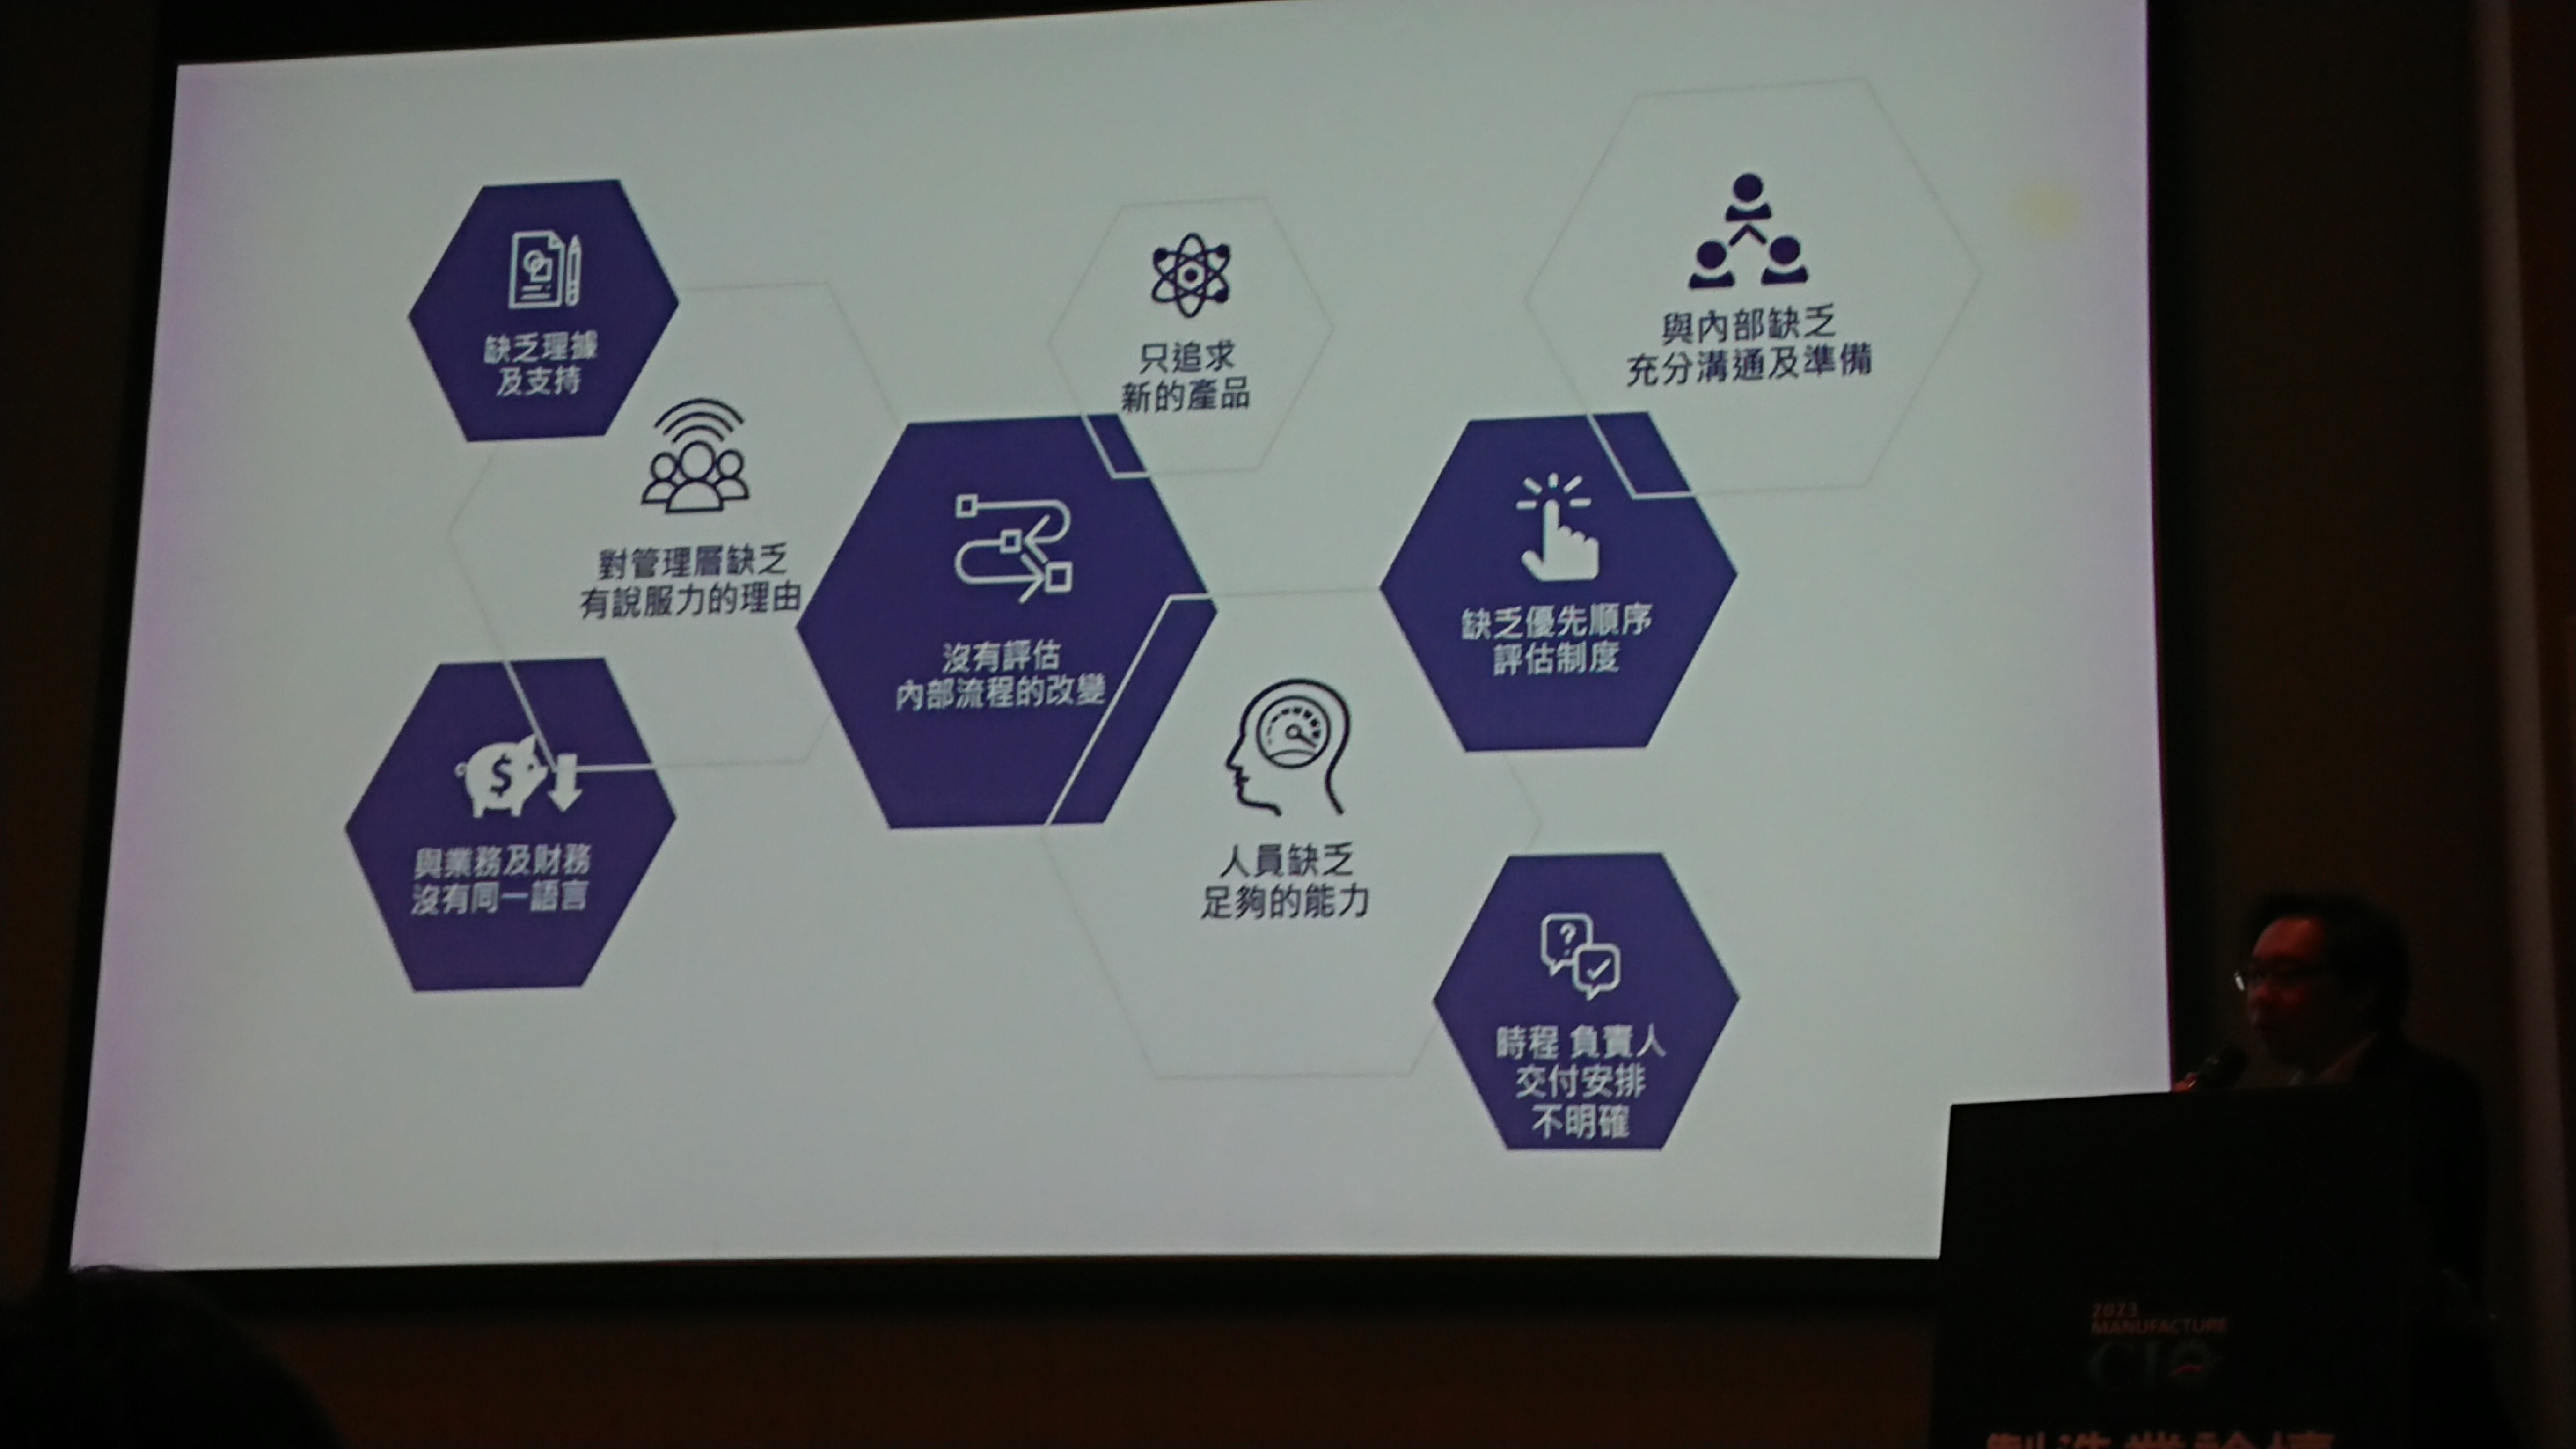 缺乏理據
及支持
對管理層缺乏
有說服力的理由
與業務及財務
沒有同一語言
只追求
新的產品
沒有評估
內部流程的改變
人員缺乏
足夠的能力
與內部缺乏
充分溝通及準備
缺乏優先順序
評估制度
時程 負責人
交付安排
不明確
$
?
2023
MANUFACTURE
CIO